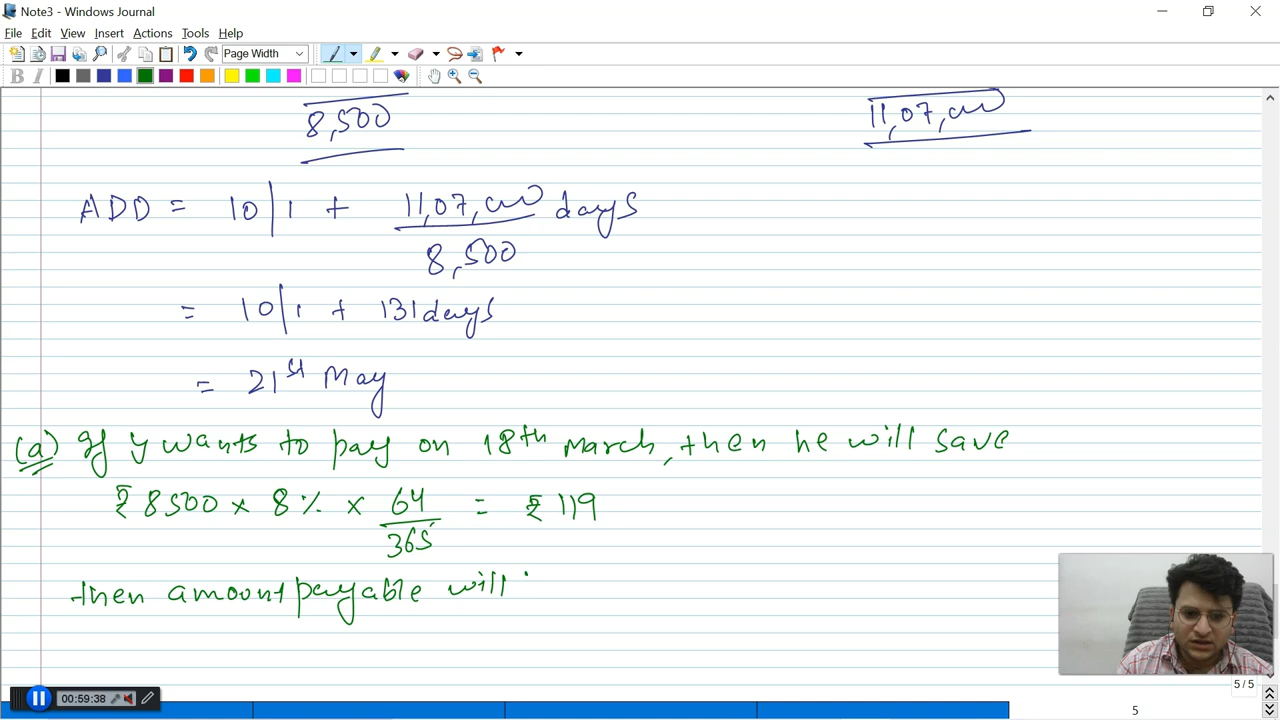 Note3 - Windows Journal
File Edit View Insert Actions Tools Help
Page Width
B I
8,500
11,07,000
ADD = 10|1 + 11,07,000 days
8,500
= 10|1 + 131 days
= 21st May
(a) If Y wants to pay on 18th March, then he will save
₹ 8500 × 8% × 64 = ₹ 119
365
then amount payable will
00:59:38
5 / 5
5